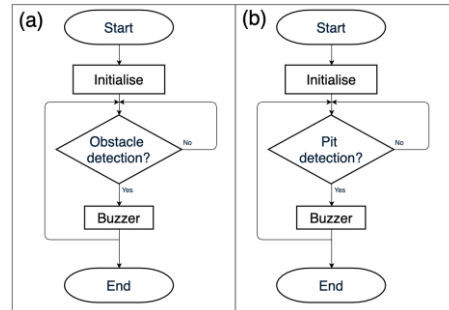 (a)
Start
Initialise
Obstacle
detection?
No
Yes
Buzzer
End
(b)
Start
Initialise
Pit
detection?
No
Yes
Buzzer
End